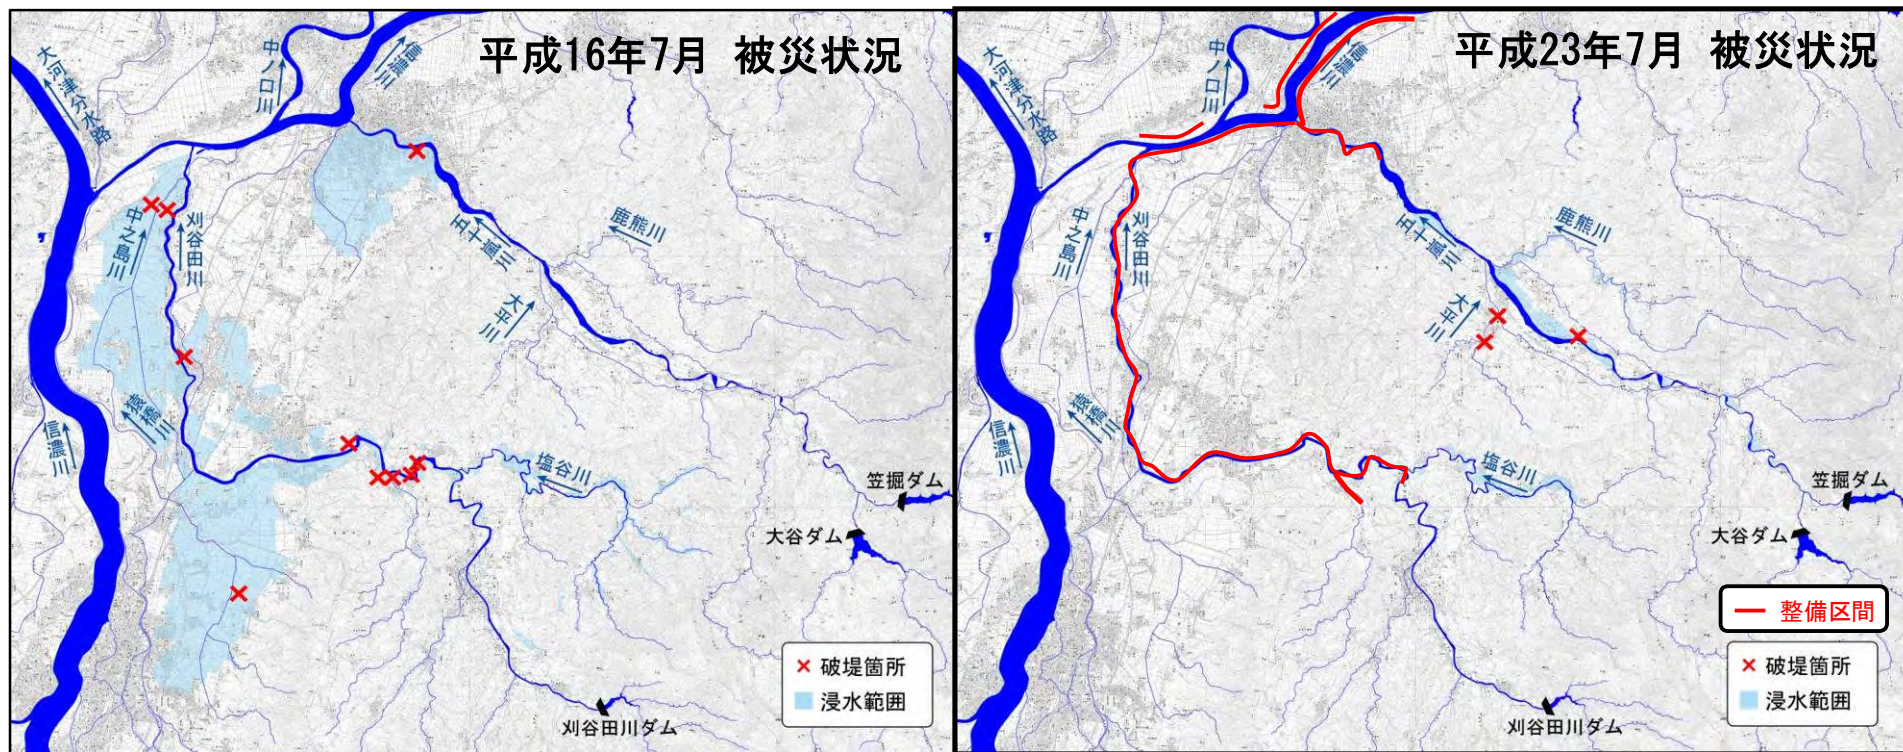 平成16年7月 被災状況
大河津分水路
中ノ口川
信濃川
中之島川
刈谷田川
五十嵐川
鹿熊川
大平川
猿橋川
信濃川
塩谷川
笠堀ダム
大谷ダム
刈谷田川ダム
× 破堤箇所
浸水範囲
平成23年7月 被災状況
大河津分水路
中ノ口川
信濃川
中之島川
刈谷田川
五十嵐川
鹿熊川
大平川
猿橋川
信濃川
塩谷川
笠堀ダム
大谷ダム
刈谷田川ダム
整備区間
× 破堤箇所
浸水範囲